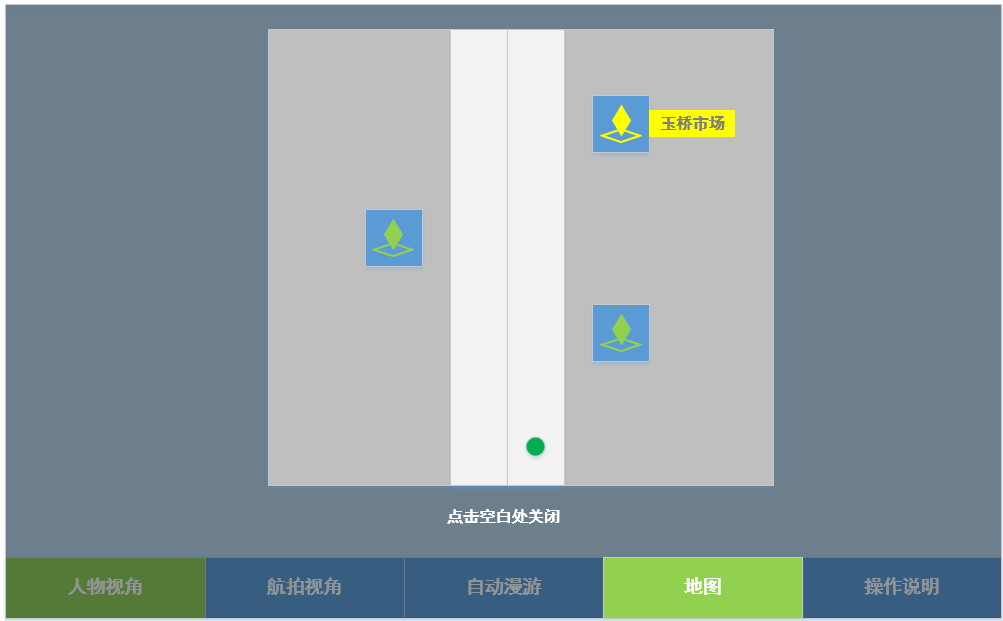 玉桥市场
点击空白处关闭
人物视角
航拍视角
自动漫游
地图
操作说明